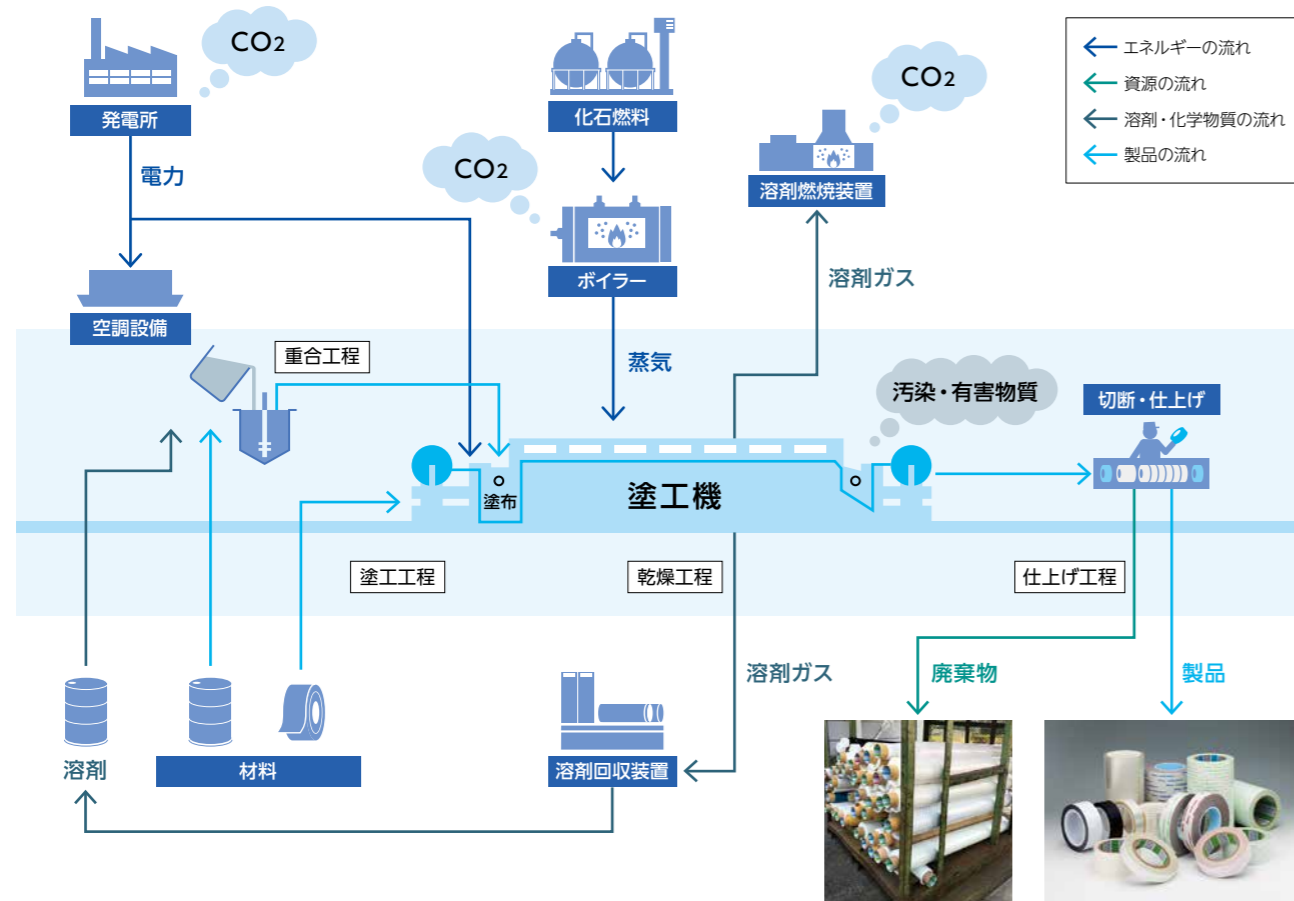 CO2
発電所
電力
空調設備
化石燃料
CO2
ボイラー
蒸気
CO2
溶剤燃焼装置
溶剤ガス
エネルギーの流れ
資源の流れ
溶剤・化学物質の流れ
製品の流れ
重合工程
汚染・有害物質
切断・仕上げ
塗布
塗工機
塗工工程
乾燥工程
仕上げ工程
溶剤
材料
溶剤回収装置
溶剤ガス
廃棄物
製品